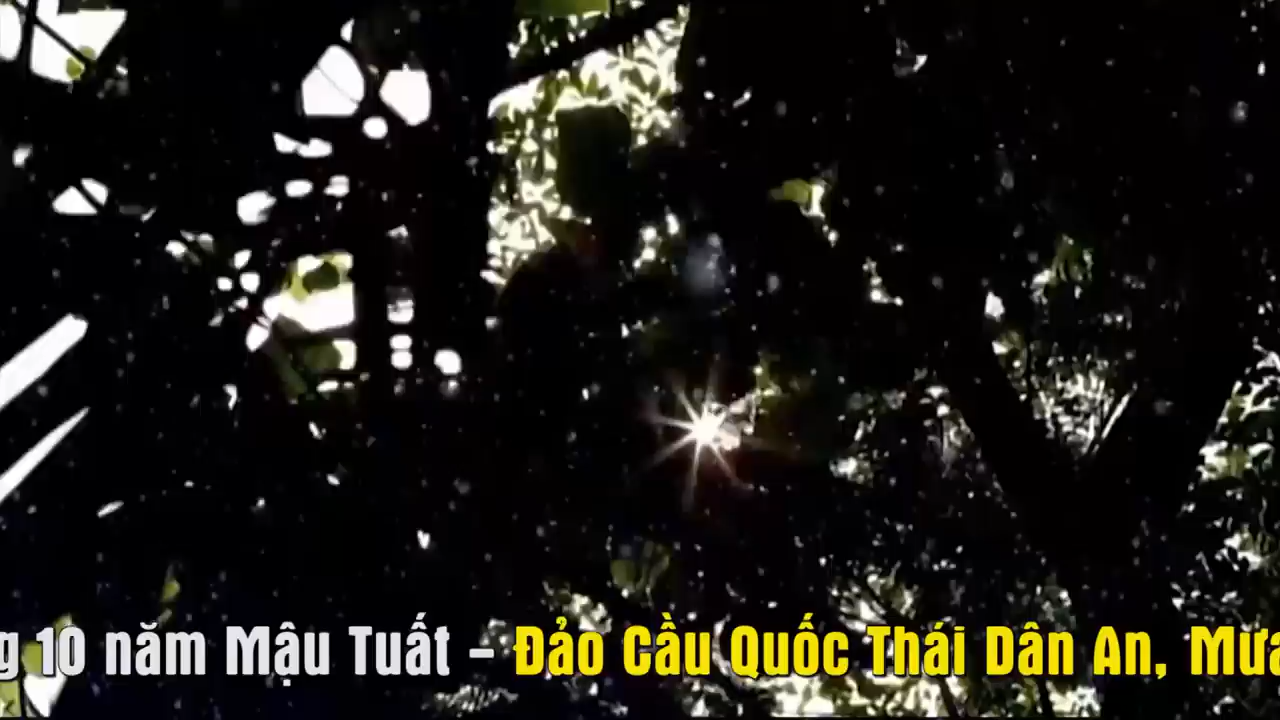 10 năm Mậu Tuất – Đảo Cầu Quốc Thái Dân An,